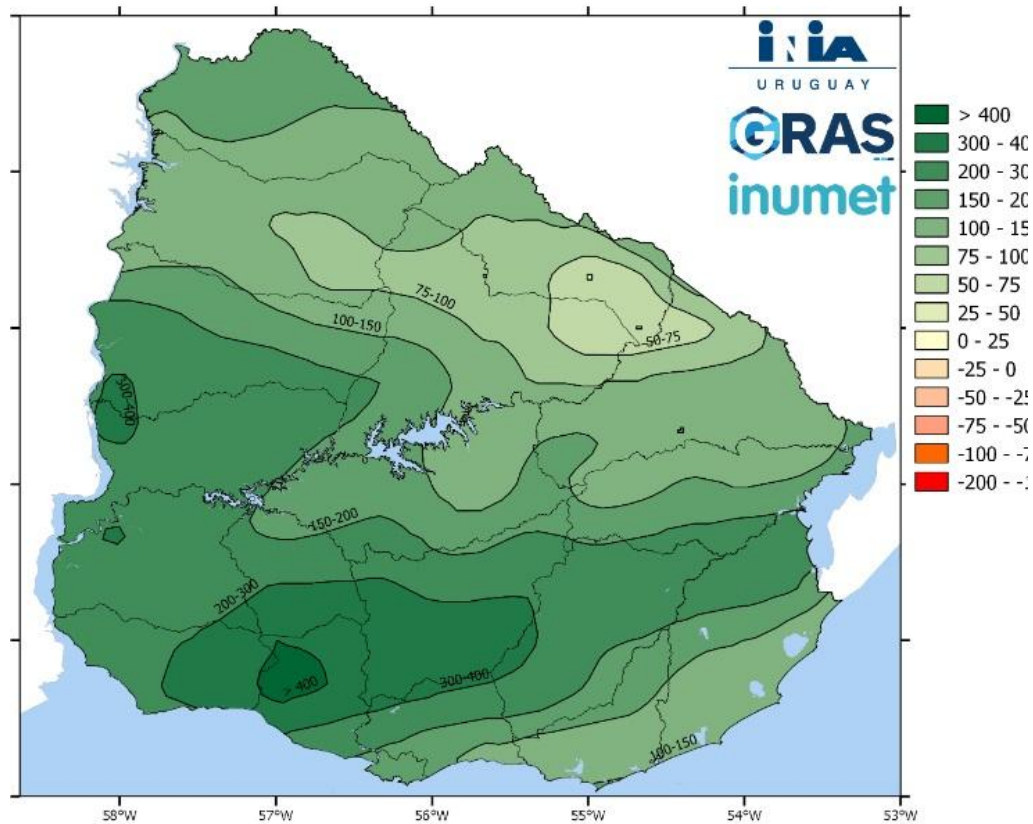 INIA
URUGUAY
GRAS
inumet
> 400
300 - 40
200 - 30
150 - 20
100 - 15
75 - 100
50 - 75
25 - 50
0 - 25
-25 - 0
-50 - -25
-75 - -50
-100 - -7
-200 - -1
75-100
100-150
50-75
300-400
150-200
200-300
300-400
> 400
100-150
58°W
57°W
56°W
55°W
54°W
53°W